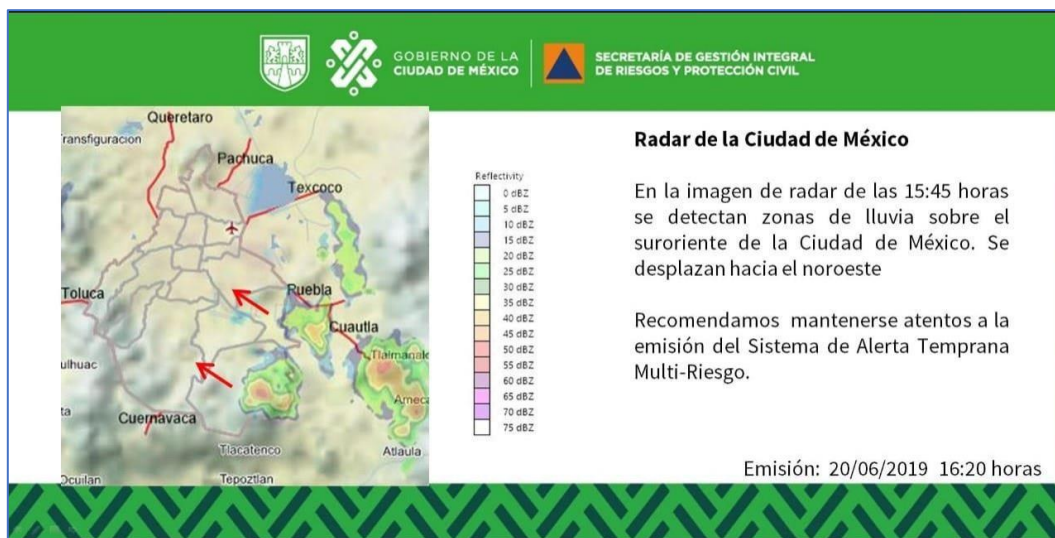 GOBIERNO DE LA
CIUDAD DE MÉXICO
SECRETARÍA DE GESTIÓN INTEGRAL
DE RIESGOS Y PROTECCIÓN CIVIL
Queretaro
ransfiguracion
Pachuca
Texcoco
Toluca
Puebla
Cuautla
Tlalmanalc
ulhuac
Ameca
ta
Cuernavaca
Tlacatenco
Atlaula
Ocuilan
Tepoztlan
Reflectivity
0 dBZ
5 dBZ
10 dBZ
15 dBZ
20 dBZ
25 dBZ
30 dBZ
35 dBZ
40 dBZ
45 dBZ
50 dBZ
55 dBZ
60 dBZ
65 dBZ
70 dBZ
75 dBZ
Radar de la Ciudad de México
En la imagen de radar de las 15:45 horas
se detectan zonas de lluvia sobre el
suroriente de la Ciudad de México. Se
desplazan hacia el noroeste
Recomendamos mantenerse atentos a la
emisión del Sistema de Alerta Temprana
Multi-Riesgo.
Emisión: 20/06/2019 16:20 horas